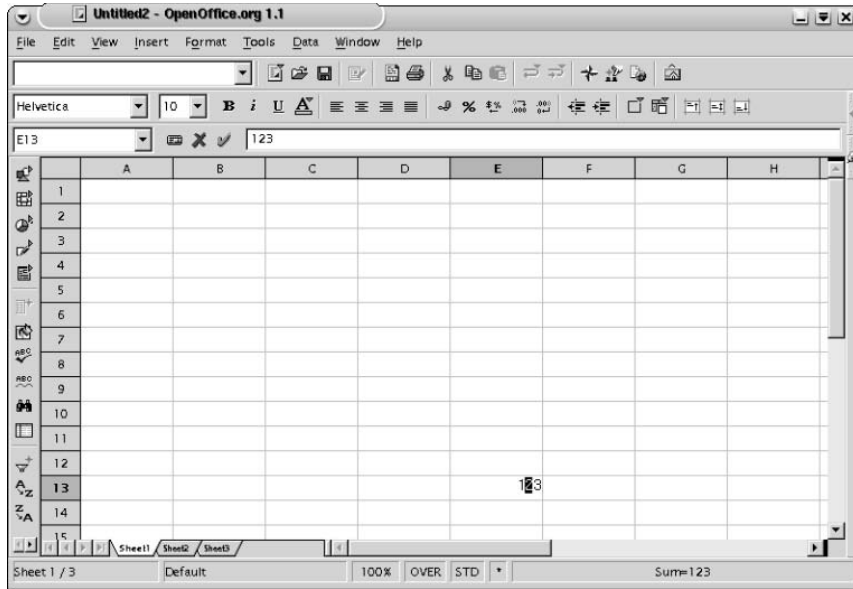 Untitled2 - OpenOffice.org 1.1
File Edit View Insert Format Tools Data Window Help
Helvetica 10 B i U A
E13 123
A B C D E F G H
1
2
3
4
5
6
7
8
9
10
11
12
13 123
14
15
Sheet1 Sheet2 Sheet3
Sheet 1 / 3 Default 100% OVER STD * Sum=123